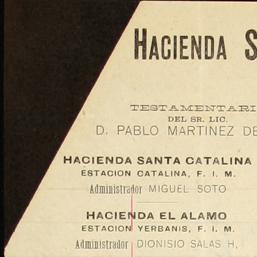 HACIENDA S
TESTAMENTARI
DEL SR. LIC.
D. PABLO MARTINEZ DE
HACIENDA SANTA CATALINA
ESTACION CATALINA, F. I. M.
Administrador MIGUEL SOTO
HACIENDA EL ALAMO
ESTACION YERBANIS, F. I. M.
Administrador DIONISIO SALAS H,